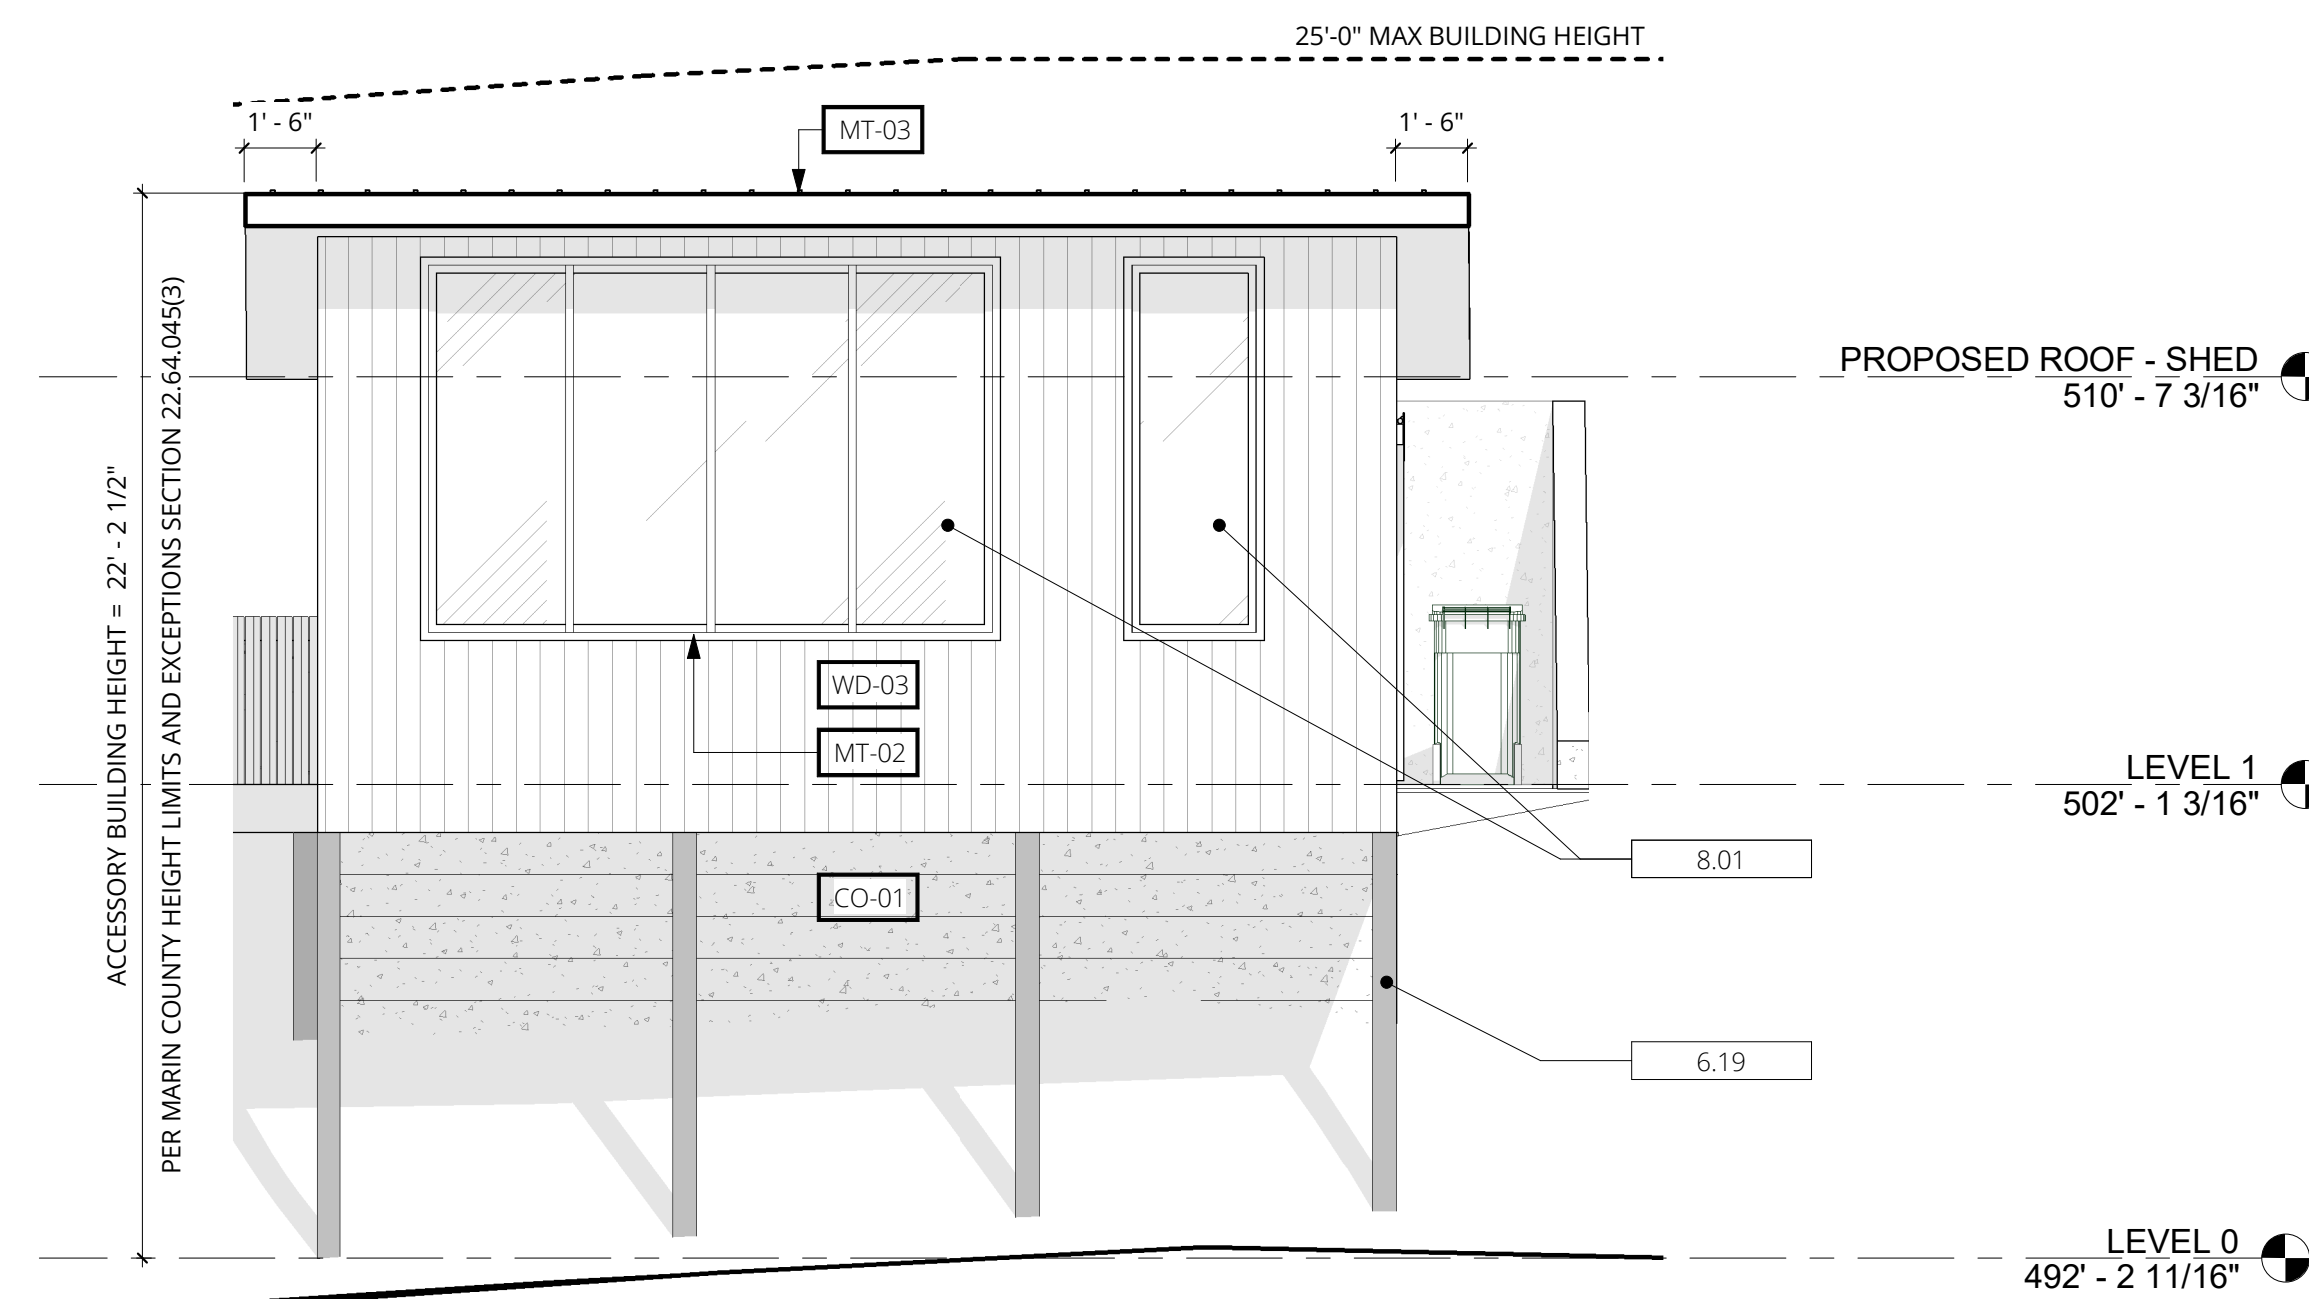 25'-0" MAX BUILDING HEIGHT
1' - 6"
MT-03
1' - 6"
ACCESSORY BUILDING HEIGHT = 22' - 2 1/2"
PER MARIN COUNTY HEIGHT LIMITS AND EXCEPTIONS SECTION 22.64.045(3)
PROPOSED ROOF - SHED
510' - 7 3/16"
WD-03
MT-02
LEVEL 1
502' - 1 3/16"
8.01
CO-01
6.19
LEVEL 0
492' - 2 11/16"